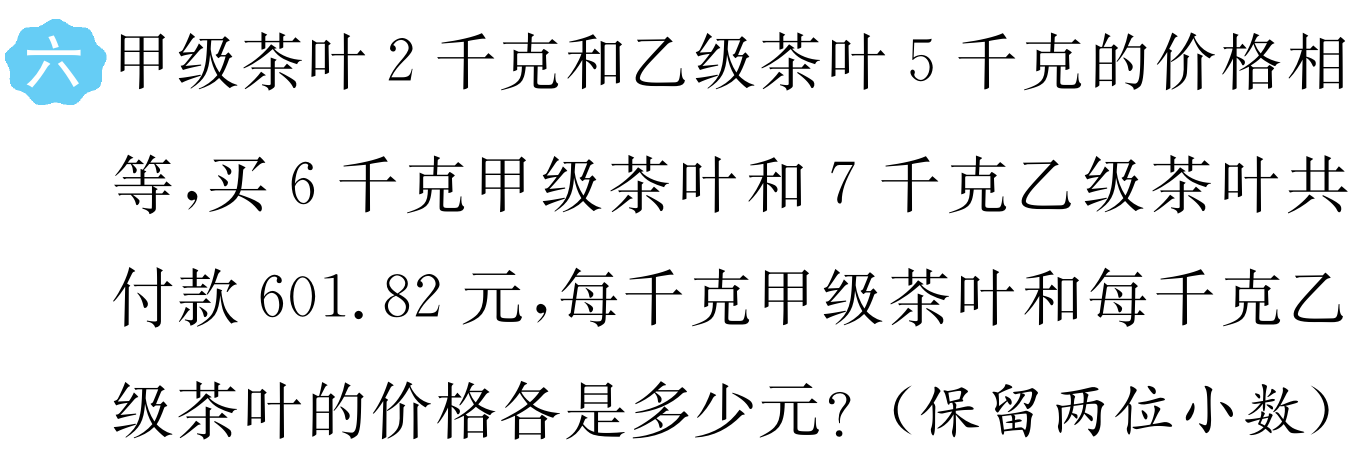 六 甲级茶叶 2 千克和乙级茶叶 5 千克的价格相
等,买 6 千克甲级茶叶和 7 千克乙级茶叶共
付款 601.82 元,每千克甲级茶叶和每千克乙
级茶叶的价格各是多少元?(保留两位小数)